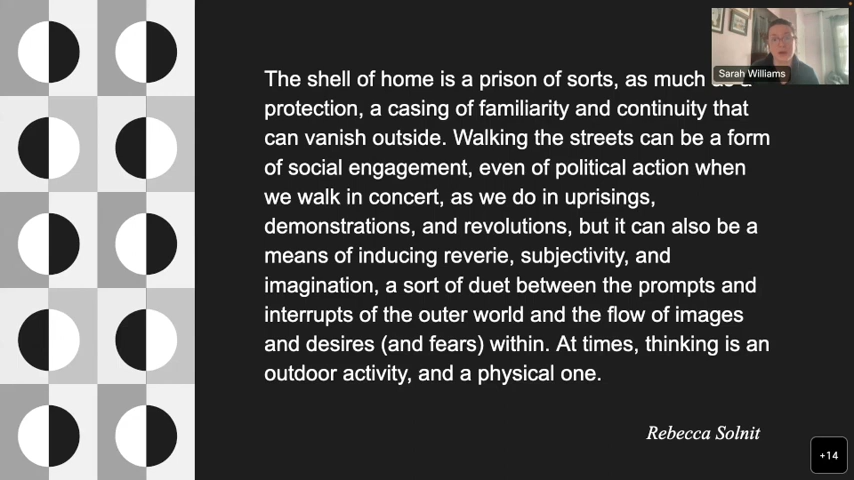 The shell of home is a prison of sorts, as much as a
protection, a casing of familiarity and continuity that
can vanish outside. Walking the streets can be a form
of social engagement, even of political action when
we walk in concert, as we do in uprisings,
demonstrations, and revolutions, but it can also be a
means of inducing reverie, subjectivity, and
imagination, a sort of duet between the prompts and
interrupts of the outer world and the flow of images
and desires (and fears) within. At times, thinking is an
outdoor activity, and a physical one.
Rebecca Solnit
Sarah Williams
+14